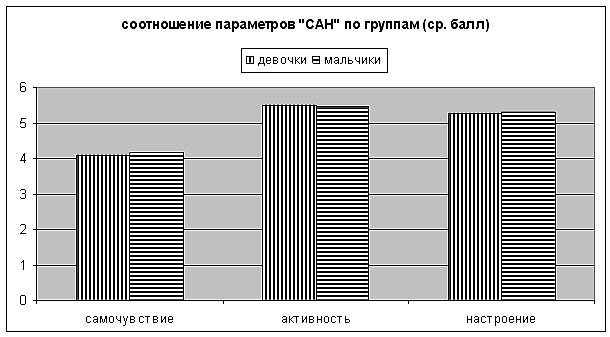 соотношение параметров "САН" по группам (ср. балл)
девочки мальчики
6
5
4
3
2
1
0
самочувствие активность настроение